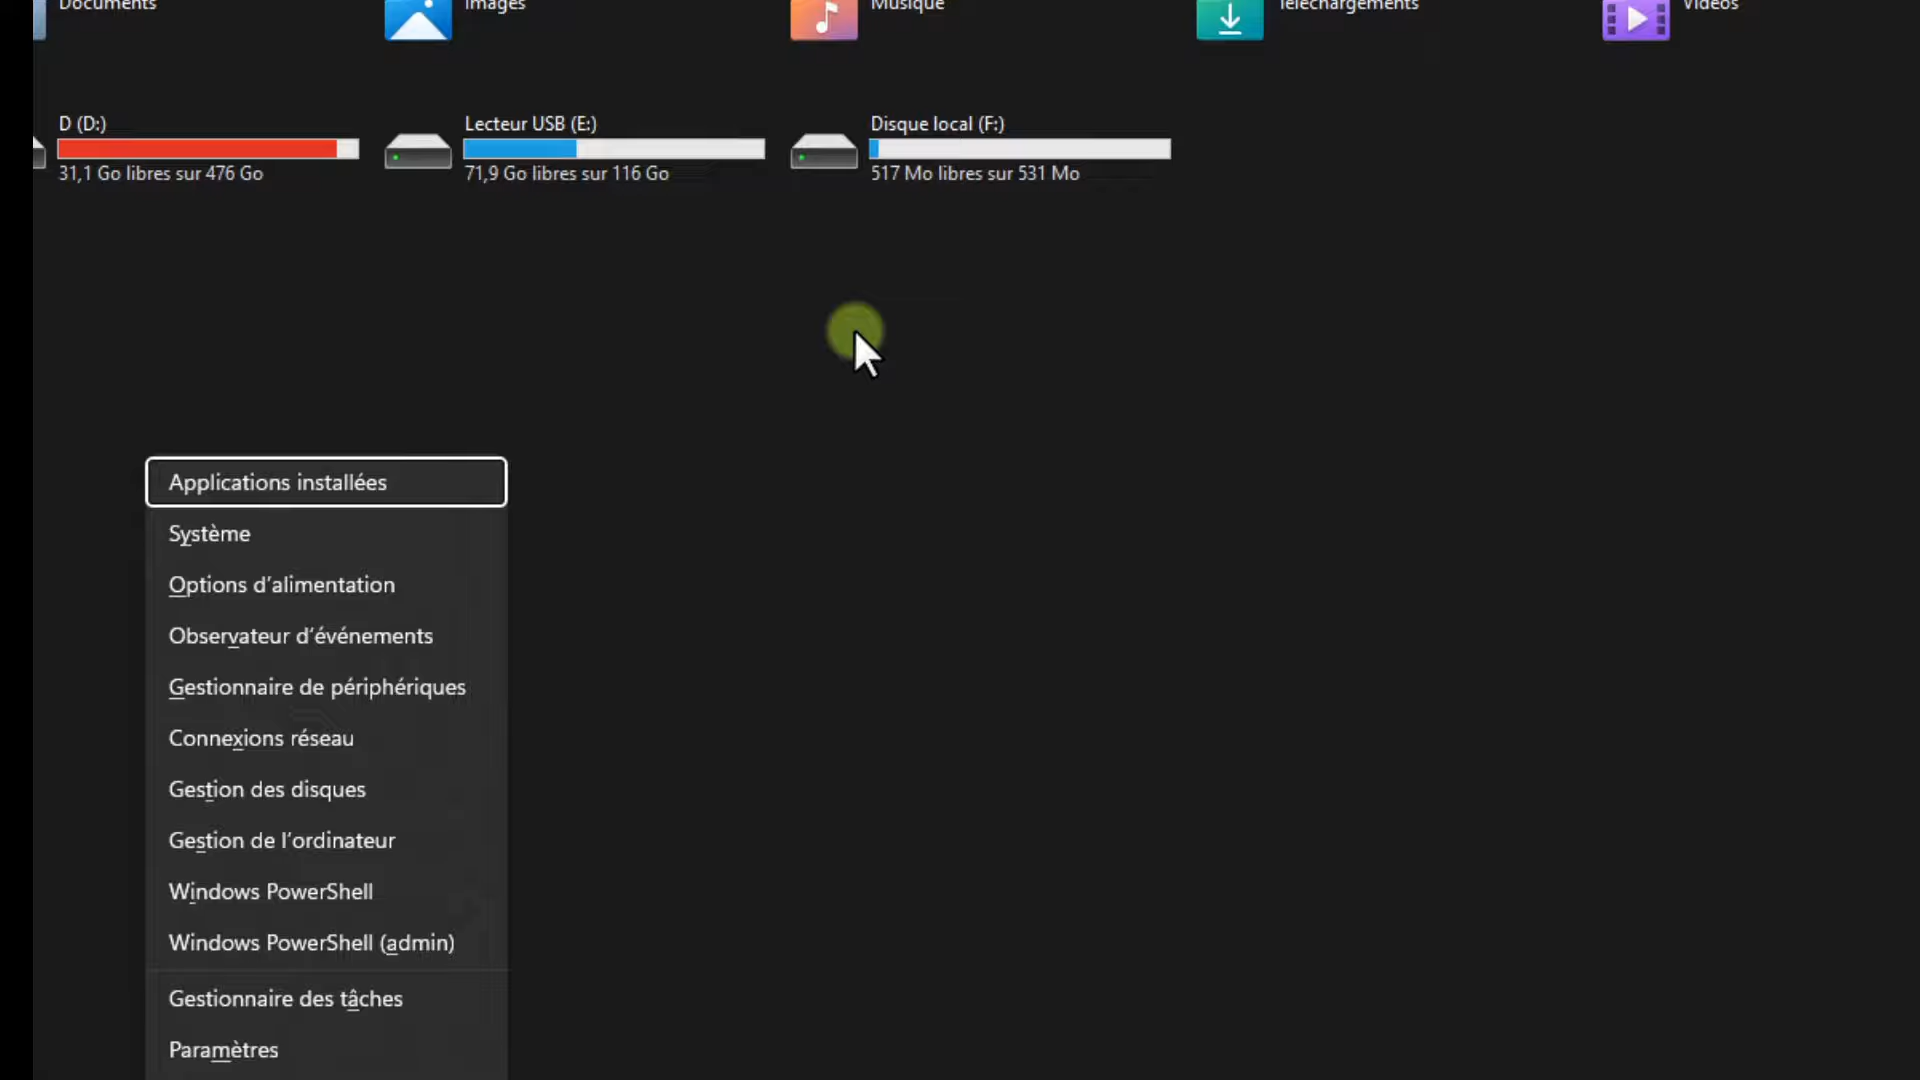 Documents
Images
Musique
Téléchargements
Vidéos
D (D:)
31,1 Go libres sur 476 Go
Lecteur USB (E:)
71,9 Go libres sur 116 Go
Disque local (F:)
517 Mo libres sur 531 Mo
Applications installées
Système
Options d’alimentation
Observateur d’événements
Gestionnaire de périphériques
Connexions réseau
Gestion des disques
Gestion de l’ordinateur
Windows PowerShell
Windows PowerShell (admin)
Gestionnaire des tâches
Paramètres